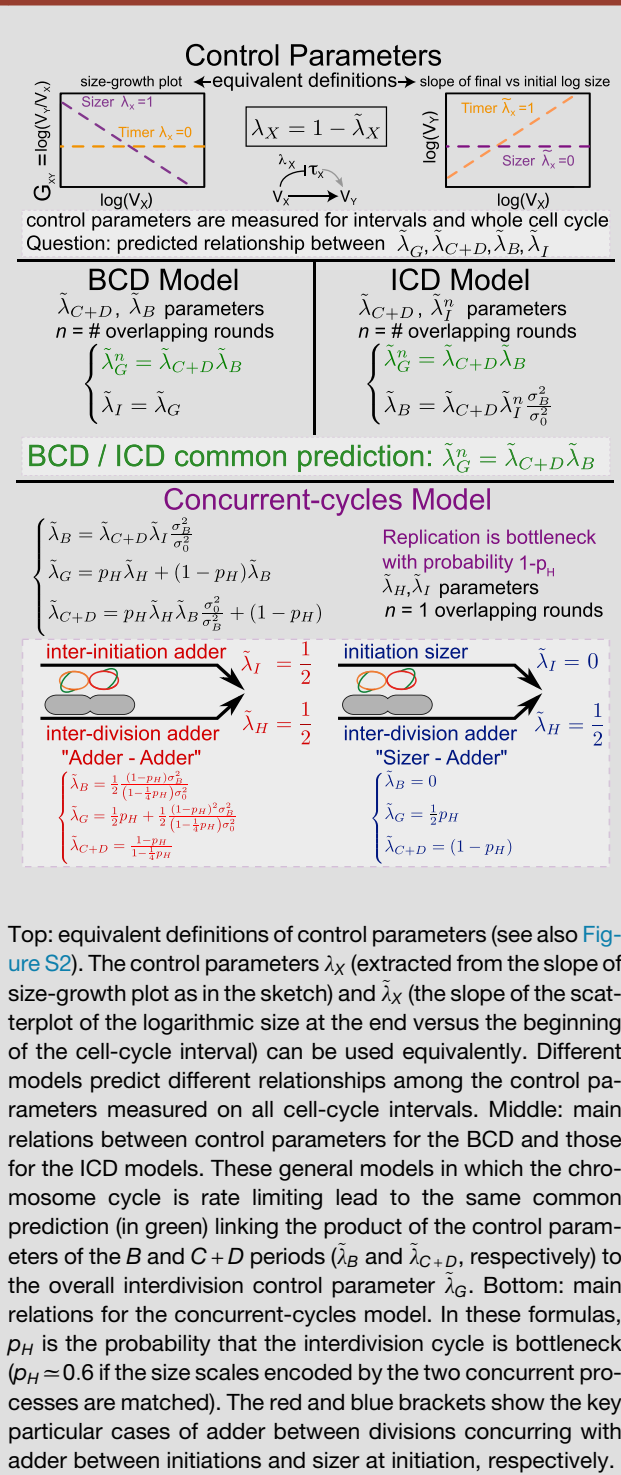 Control Parameters
size-growth plot ← equivalent definitions → slope of final vs initial log size
G_XY = log(V_Y/V_X)
Sizer λ_x = 1
Timer λ_x = 0
log(V_X)
λ_X = 1 − λ̃_X
λ_X
τ_X
V_X → V_Y
log(V_Y)
Timer λ̃_x = 1
Sizer λ̃_x = 0
log(V_X)
control parameters are measured for intervals and whole cell cycle
Question: predicted relationship between λ̃_G, λ̃_{C+D}, λ̃_B, λ̃_I
BCD Model
λ̃_{C+D}, λ̃_B parameters
n = # overlapping rounds
λ̃_G^n = λ̃_{C+D} λ̃_B
λ̃_I = λ̃_G
ICD Model
λ̃_{C+D}, λ̃_I^n parameters
n = # overlapping rounds
λ̃_G^n = λ̃_{C+D} λ̃_B
λ̃_B = λ̃_{C+D} λ̃_I^n σ_B^2/σ_0^2
BCD / ICD common prediction: λ̃_G^n = λ̃_{C+D} λ̃_B
Concurrent-cycles Model
λ̃_B = λ̃_{C+D} λ̃_I σ_B^2/σ_0^2
λ̃_G = p_H λ̃_H + (1 − p_H) λ̃_B
λ̃_{C+D} = p_H λ̃_H λ̃_B σ_0^2/σ_B^2 + (1 − p_H)
Replication is bottleneck
with probability 1-p_H
λ̃_H, λ̃_I parameters
n = 1 overlapping rounds
inter-initiation adder
λ̃_I = 1/2
λ̃_H = 1/2
inter-division adder
"Adder - Adder"
λ̃_B = 1/2 (1−p_H)σ_B^2/((1−1/4 p_H)σ_0^2)
λ̃_G = 1/2 p_H + 1/2 (1−p_H)^2 σ_B^2/((1−1/4 p_H)σ_0^2)
λ̃_{C+D} = (1−p_H)/(1−1/4 p_H)
initiation sizer
λ̃_I = 0
λ̃_H = 1/2
inter-division adder
"Sizer - Adder"
λ̃_B = 0
λ̃_G = 1/2 p_H
λ̃_{C+D} = (1 − p_H)
Top: equivalent definitions of control parameters (see also Fig-
ure S2). The control parameters λ_X (extracted from the slope of
size-growth plot as in the sketch) and λ̃_X (the slope of the scat-
terplot of the logarithmic size at the end versus the beginning
of the cell-cycle interval) can be used equivalently. Different
models predict different relationships among the control pa-
rameters measured on all cell-cycle intervals. Middle: main
relations between control parameters for the BCD and those
for the ICD models. These general models in which the chro-
mosome cycle is rate limiting lead to the same common
prediction (in green) linking the product of the control param-
eters of the B and C + D periods (λ̃_B and λ̃_{C+D}, respectively) to
the overall interdivision control parameter λ̃_G. Bottom: main
relations for the concurrent-cycles model. In these formulas,
p_H is the probability that the interdivision cycle is bottleneck
(p_H ≃ 0.6 if the size scales encoded by the two concurrent pro-
cesses are matched). The red and blue brackets show the key
particular cases of adder between divisions concurring with
adder between initiations and sizer at initiation, respectively.